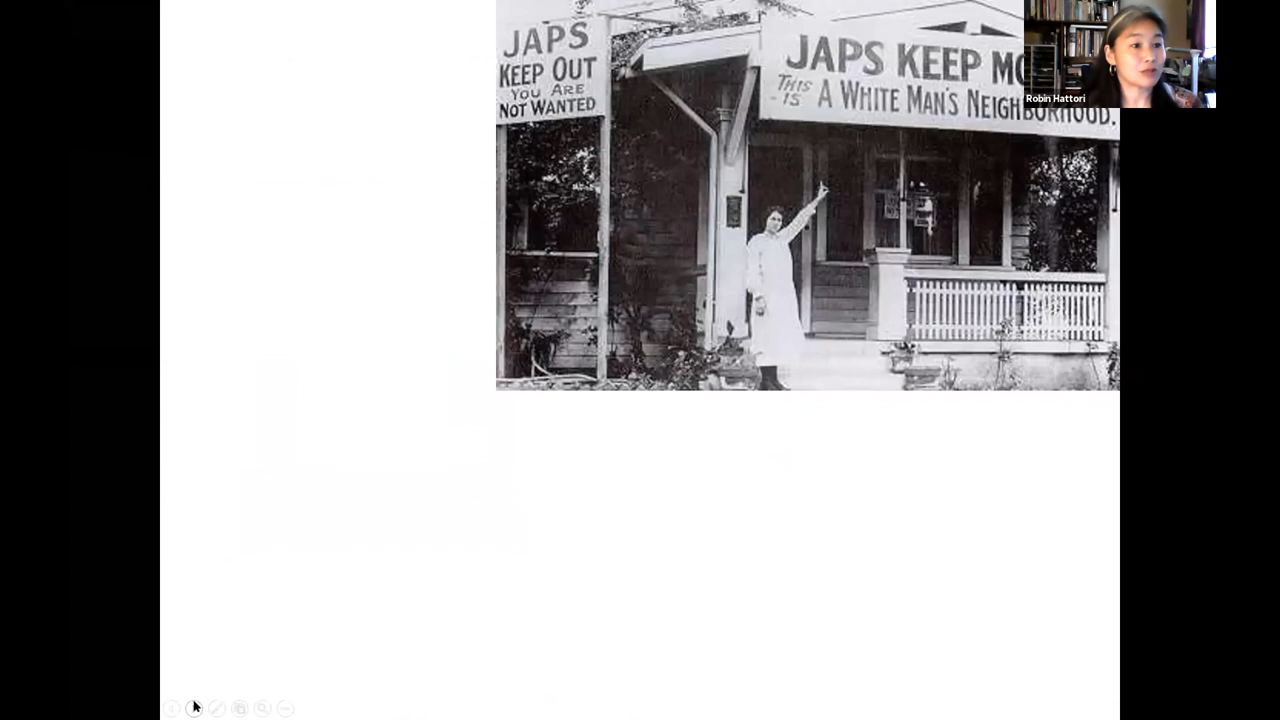 JAPS
KEEP OUT
YOU ARE
NOT WANTED
JAPS KEEP MO
THIS IS A WHITE MAN'S NEIGHBORHOOD.
Robin Hattori